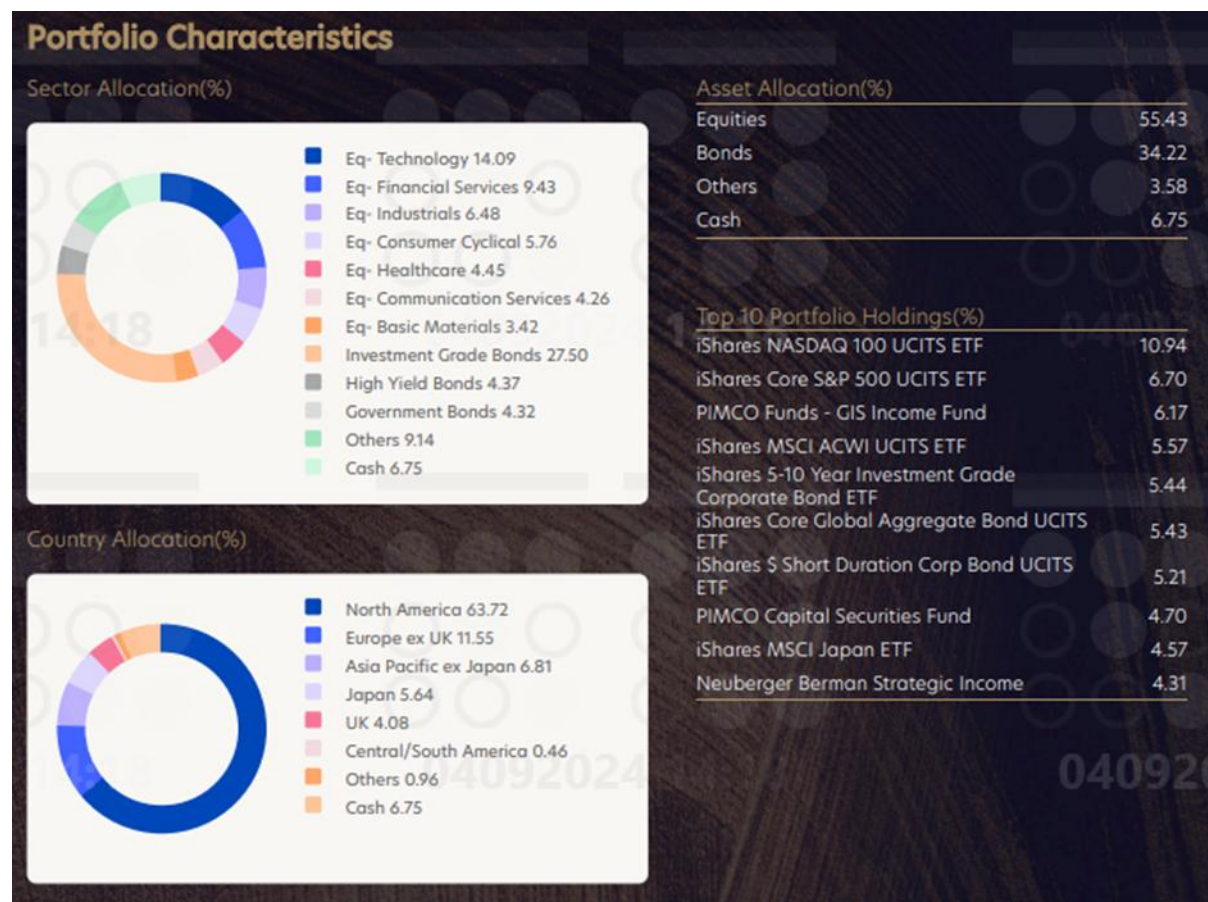 Portfolio Characteristics
Sector Allocation(%)
Eq- Technology 14.09
Eq- Financial Services 9.43
Eq- Industrials 6.48
Eq- Consumer Cyclical 5.76
Eq- Healthcare 4.45
Eq- Communication Services 4.26
Eq- Basic Materials 3.42
Investment Grade Bonds 27.50
High Yield Bonds 4.37
Government Bonds 4.32
Others 9.14
Cash 6.75
Country Allocation(%)
North America 63.72
Europe ex UK 11.55
Asia Pacific ex Japan 6.81
Japan 5.64
UK 4.08
Central/South America 0.46
Others 0.96
Cash 6.75
Asset Allocation(%)
Equities 55.43
Bonds 34.22
Others 3.58
Cash 6.75
Top 10 Portfolio Holdings(%)
iShares NASDAQ 100 UCITS ETF 10.94
iShares Core S&P 500 UCITS ETF 6.70
PIMCO Funds - GIS Income Fund 6.17
iShares MSCI ACWI UCITS ETF 5.57
iShares 5-10 Year Investment Grade
Corporate Bond ETF 5.44
iShares Core Global Aggregate Bond UCITS
ETF 5.43
iShares $ Short Duration Corp Bond UCITS
ETF 5.21
PIMCO Capital Securities Fund 4.70
iShares MSCI Japan ETF 4.57
Neuberger Berman Strategic Income 4.31
14:18
04092024